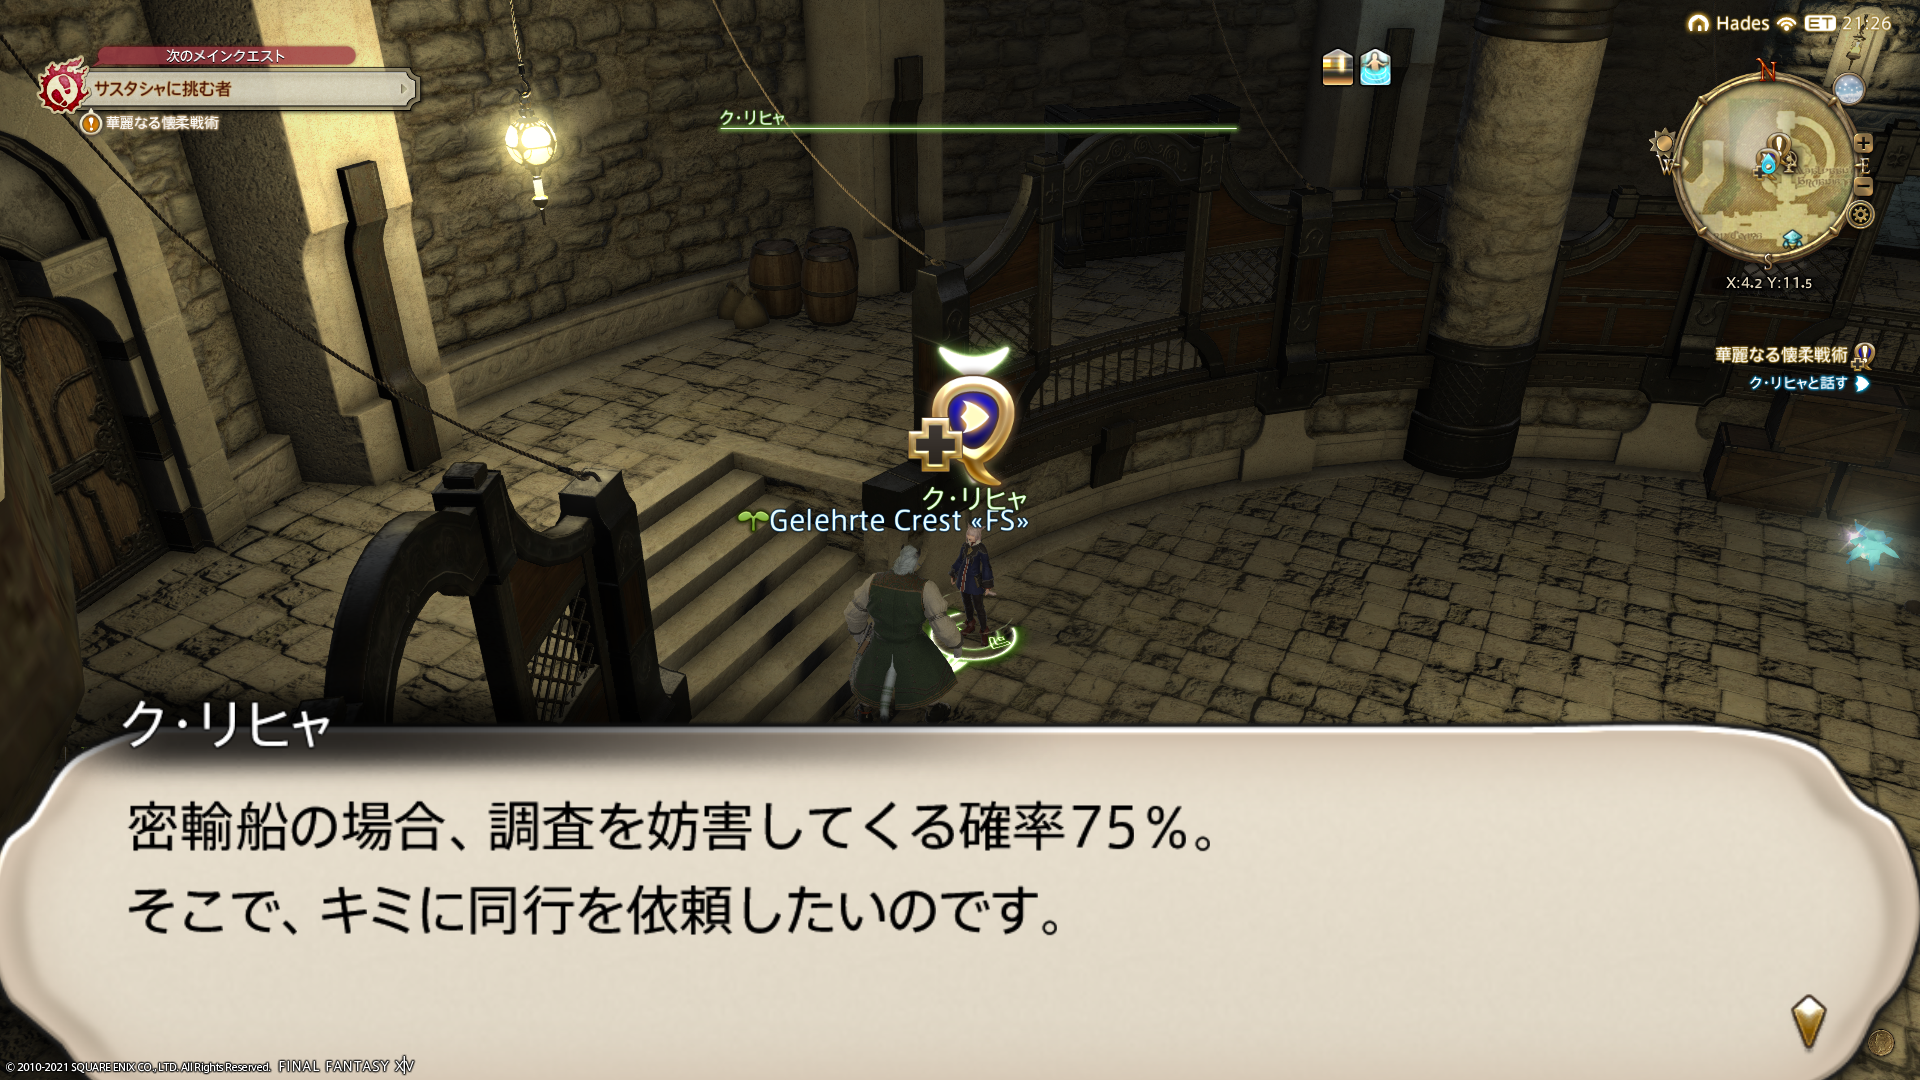 次のメインクエスト
サスタシャに挑む者
華麗なる懐柔戦術
ク・リヒャ
Hades ET 21:26
N
W
E
S
X:4.2 Y:11.5
華麗なる懐柔戦術
ク・リヒャと話す
ク・リヒャ
Gelehrte Crest «FS»
ク・リヒャ
密輸船の場合、調査を妨害してくる確率75％。
そこで、キミに同行を依頼したいのです。
© 2010-2021 SQUARE ENIX CO., LTD. All Rights Reserved. FINAL FANTASY XIV